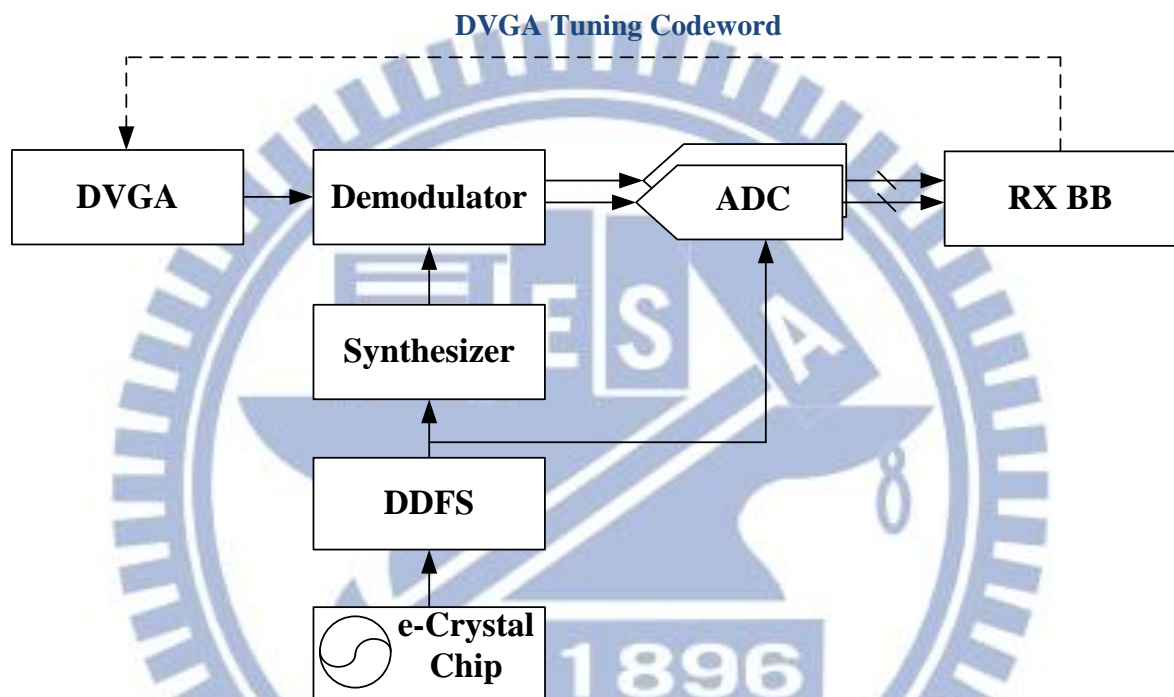 DVGA Tuning Codeword
DVGA
Demodulator
ADC
RX BB
E S A
Synthesizer
DDFS
e-Crystal
Chip
1896